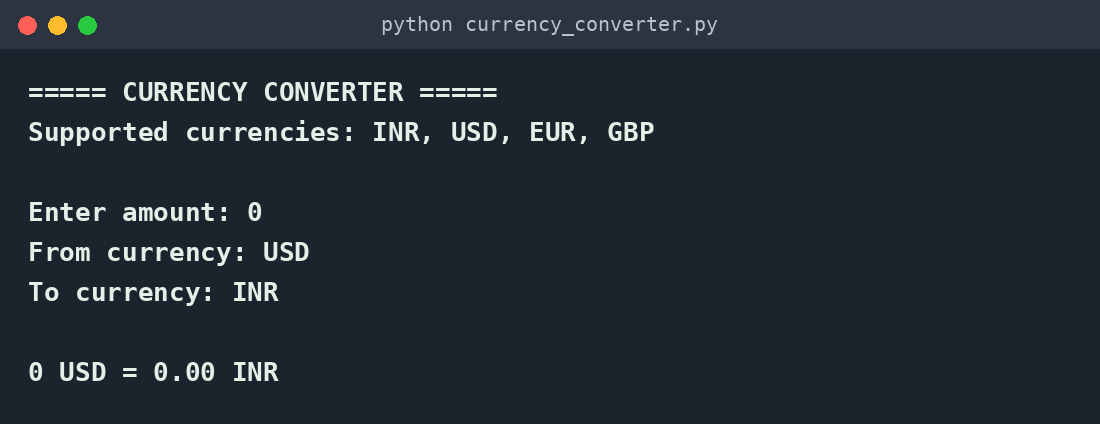 python currency_converter.py
===== CURRENCY CONVERTER =====
Supported currencies: INR, USD, EUR, GBP
Enter amount: 0
From currency: USD
To currency: INR
0 USD = 0.00 INR